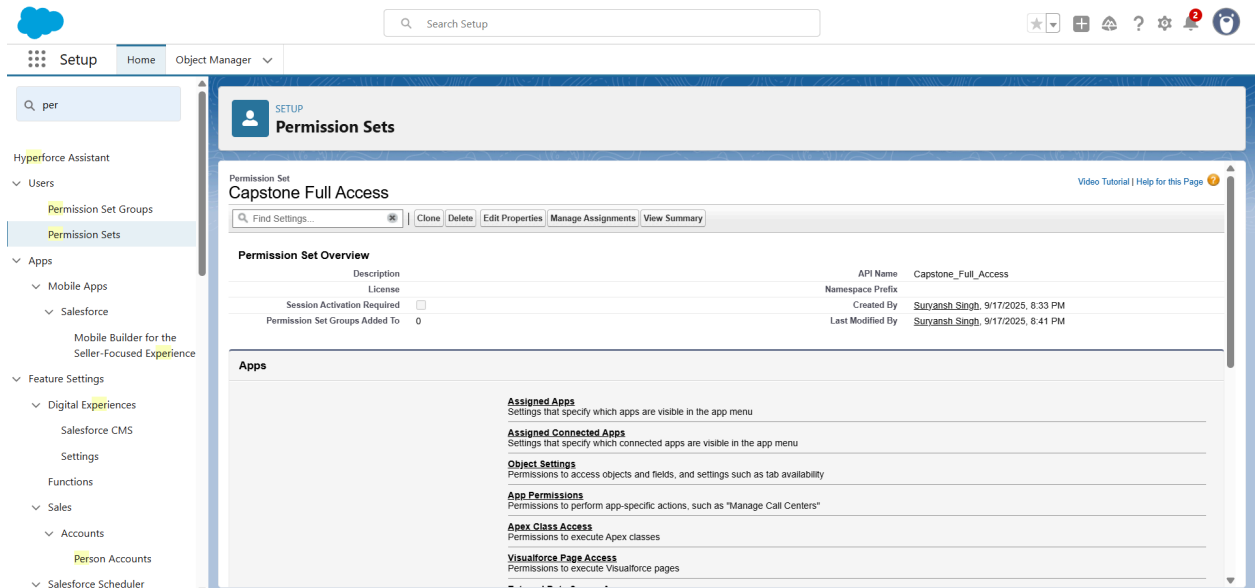 Search Setup
2
Setup
Home
Object Manager
per
Hyperforce Assistant
Users
Permission Set Groups
Permission Sets
Apps
Mobile Apps
Salesforce
Mobile Builder for the
Seller-Focused Experience
Feature Settings
Digital Experiences
Salesforce CMS
Settings
Functions
Sales
Accounts
Person Accounts
Salesforce Scheduler
SETUP
Permission Sets
Permission Set
Capstone Full Access
Video Tutorial | Help for this Page
Find Settings... | Clone Delete Edit Properties Manage Assignments View Summary
Permission Set Overview
Description API Name Capstone_Full_Access
License Namespace Prefix
Session Activation Required Created By Suryansh Singh, 9/17/2025, 8:33 PM
Permission Set Groups Added To 0 Last Modified By Suryansh Singh, 9/17/2025, 8:41 PM
Apps
Assigned Apps
Settings that specify which apps are visible in the app menu
Assigned Connected Apps
Settings that specify which connected apps are visible in the app menu
Object Settings
Permissions to access objects and fields, and settings such as tab availability
App Permissions
Permissions to perform app-specific actions, such as "Manage Call Centers"
Apex Class Access
Permissions to execute Apex classes
Visualforce Page Access
Permissions to execute Visualforce pages